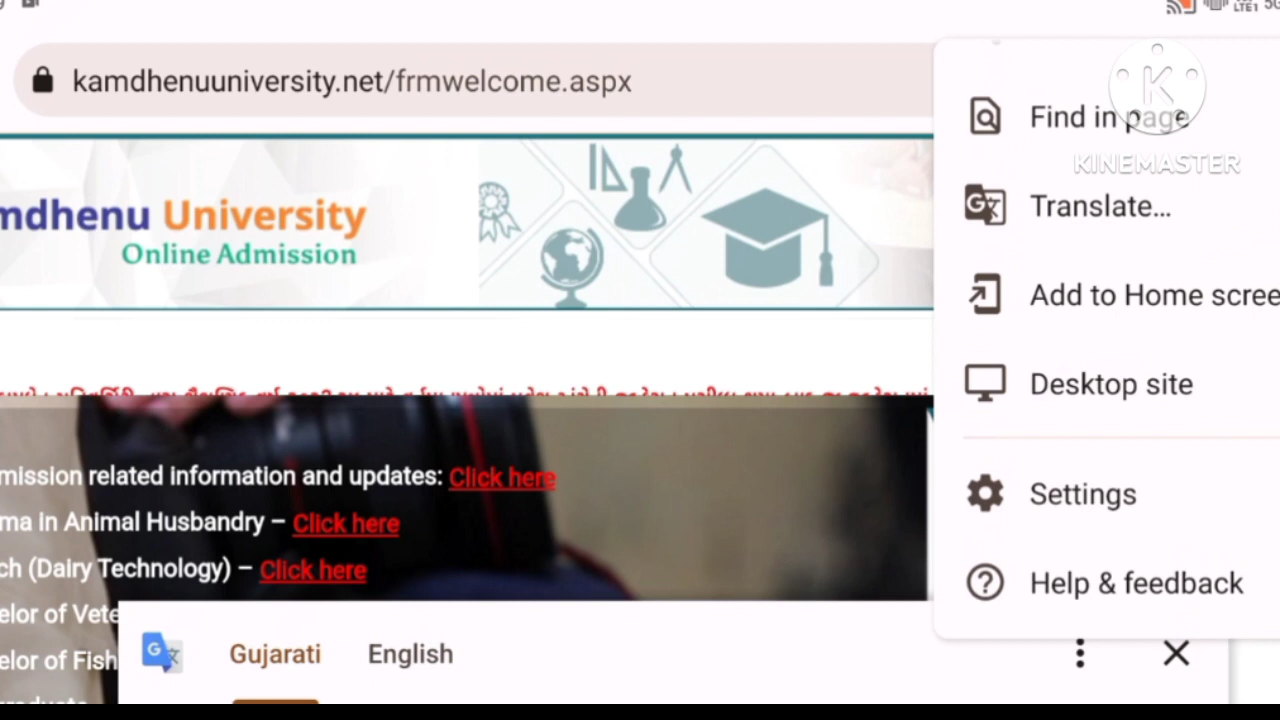 LTE1 5G
kamdhenuuniversity.net/frmwelcome.aspx
mdhenu University
Online Admission
mission related information and updates: Click here
ma in Animal Husbandry – Click here
ch (Dairy Technology) – Click here
elor of Vete
elor of Fish
Gujarati English
Find in page
KINEMASTER
Translate...
Add to Home scree
Desktop site
Settings
Help & feedback